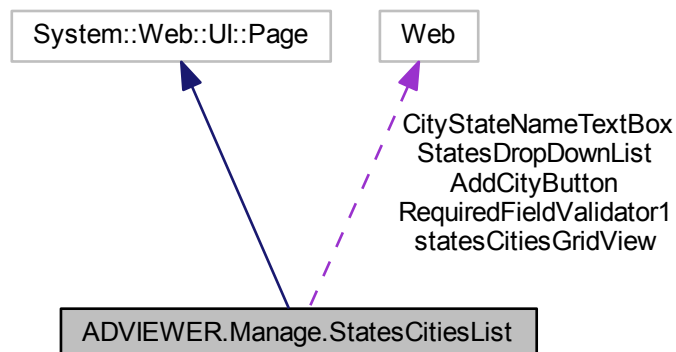 System::Web::UI::Page
Web
CityStateNameTextBox
StatesDropDownList
AddCityButton
RequiredFieldValidator1
statesCitiesGridView
ADVIEWER.Manage.StatesCitiesList